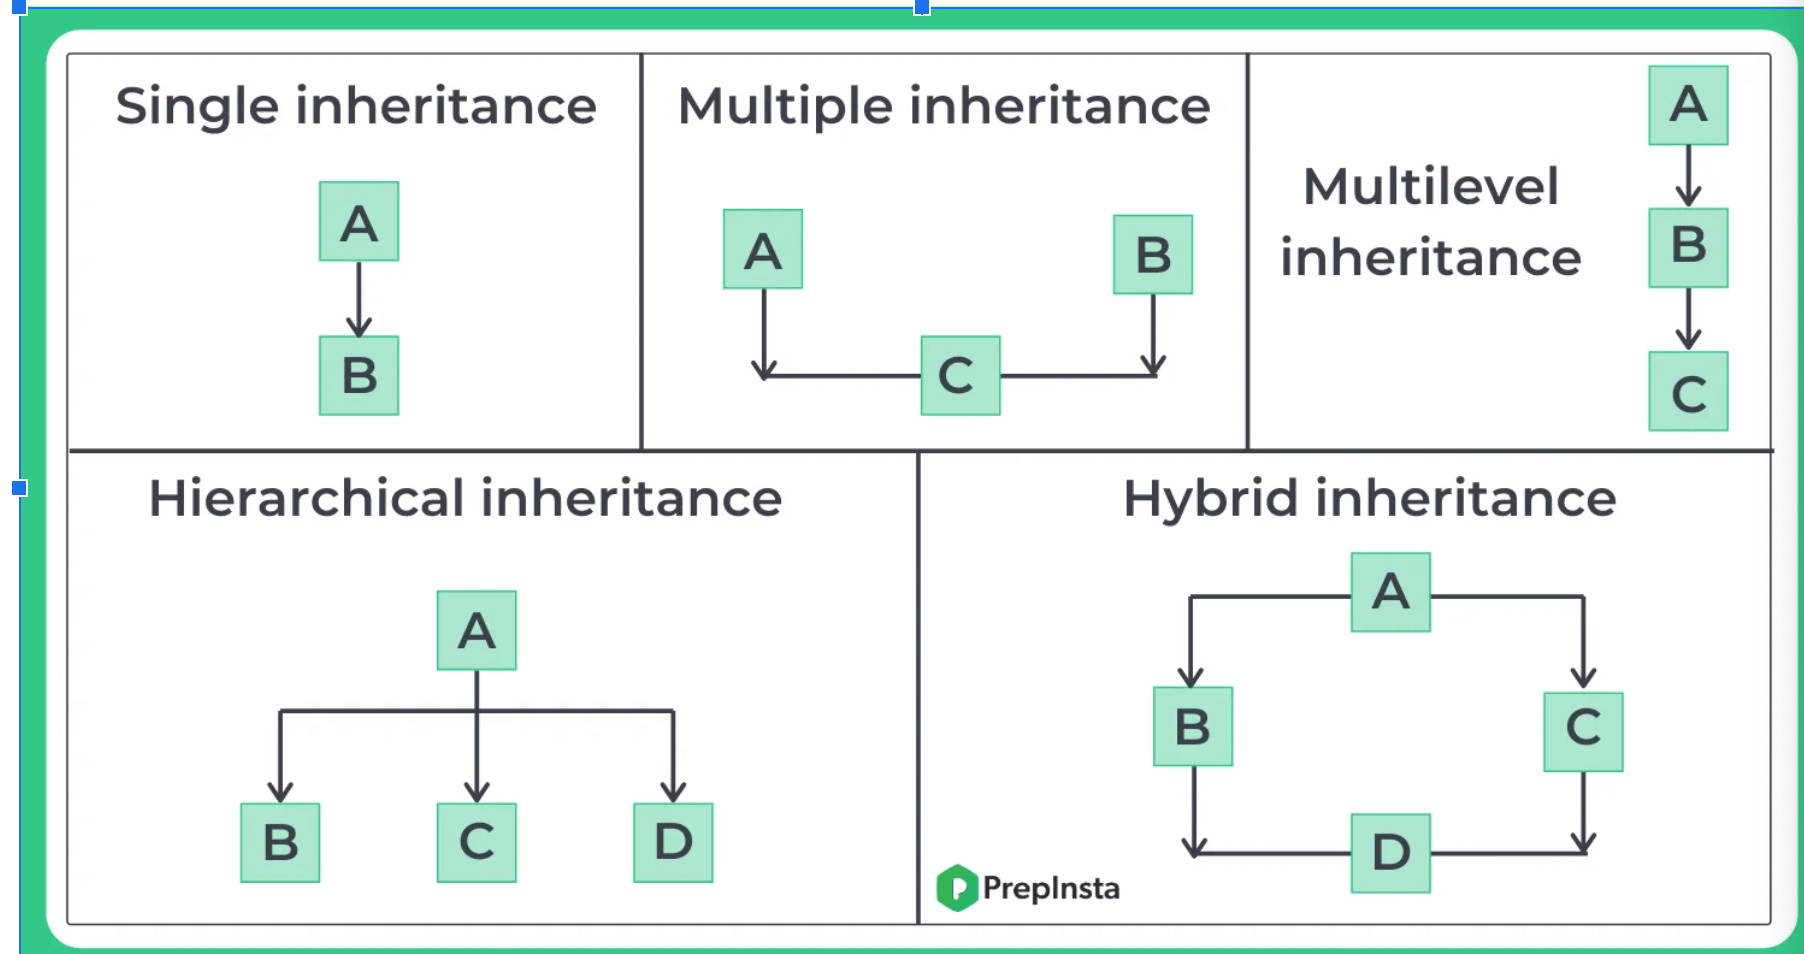 Single inheritance
A
B
Multiple inheritance
A
B
C
Multilevel
inheritance
A
B
C
Hierarchical inheritance
A
B C D
Hybrid inheritance
A
B
C
D
PrepInsta